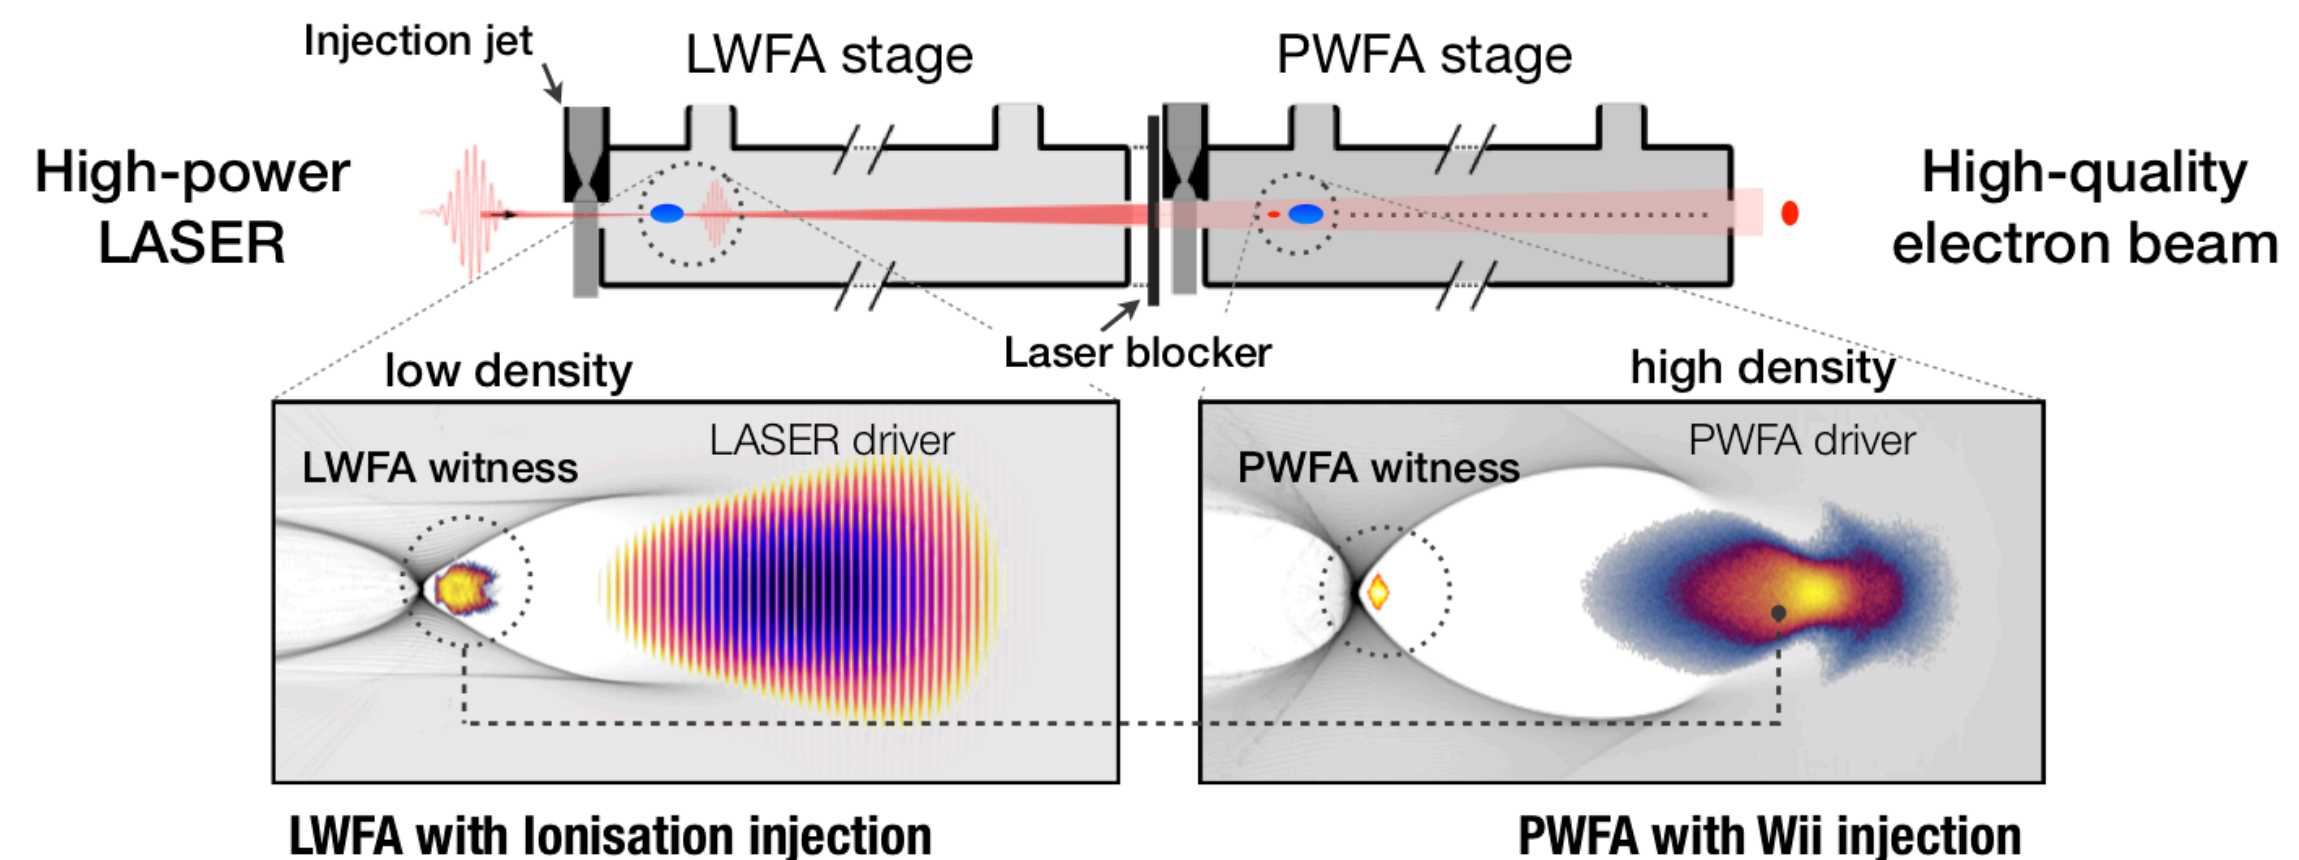 Injection jet
LWFA stage
PWFA stage
High-power
LASER
High-quality
electron beam
Laser blocker
low density
high density
LASER driver
LWFA witness
PWFA driver
PWFA witness
LWFA with Ionisation injection
PWFA with Wii injection